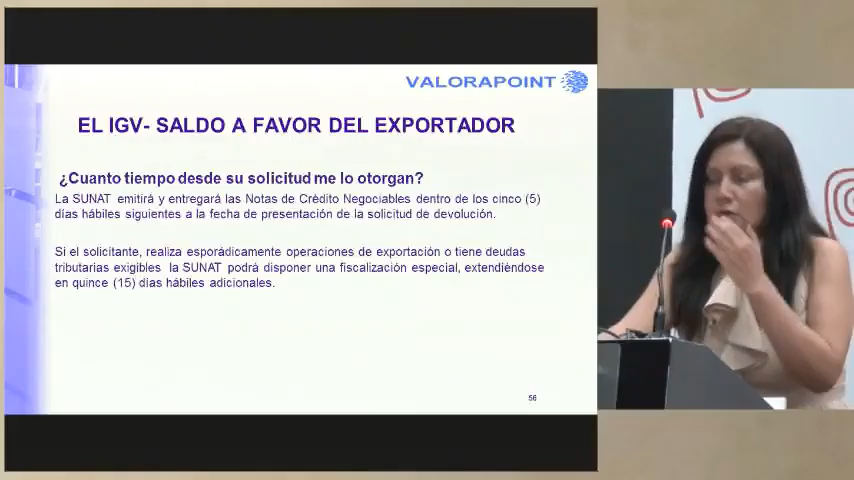 VALORAPOINT
EL IGV- SALDO A FAVOR DEL EXPORTADOR
¿Cuanto tiempo desde su solicitud me lo otorgan?
La SUNAT emitirá y entregará las Notas de Crédito Negociables dentro de los cinco (5)
días hábiles siguientes a la fecha de presentación de la solicitud de devolución.
Si el solicitante, realiza esporádicamente operaciones de exportación o tiene deudas
tributarias exigibles la SUNAT podrá disponer una fiscalización especial, extendiéndose
en quince (15) días hábiles adicionales.
56